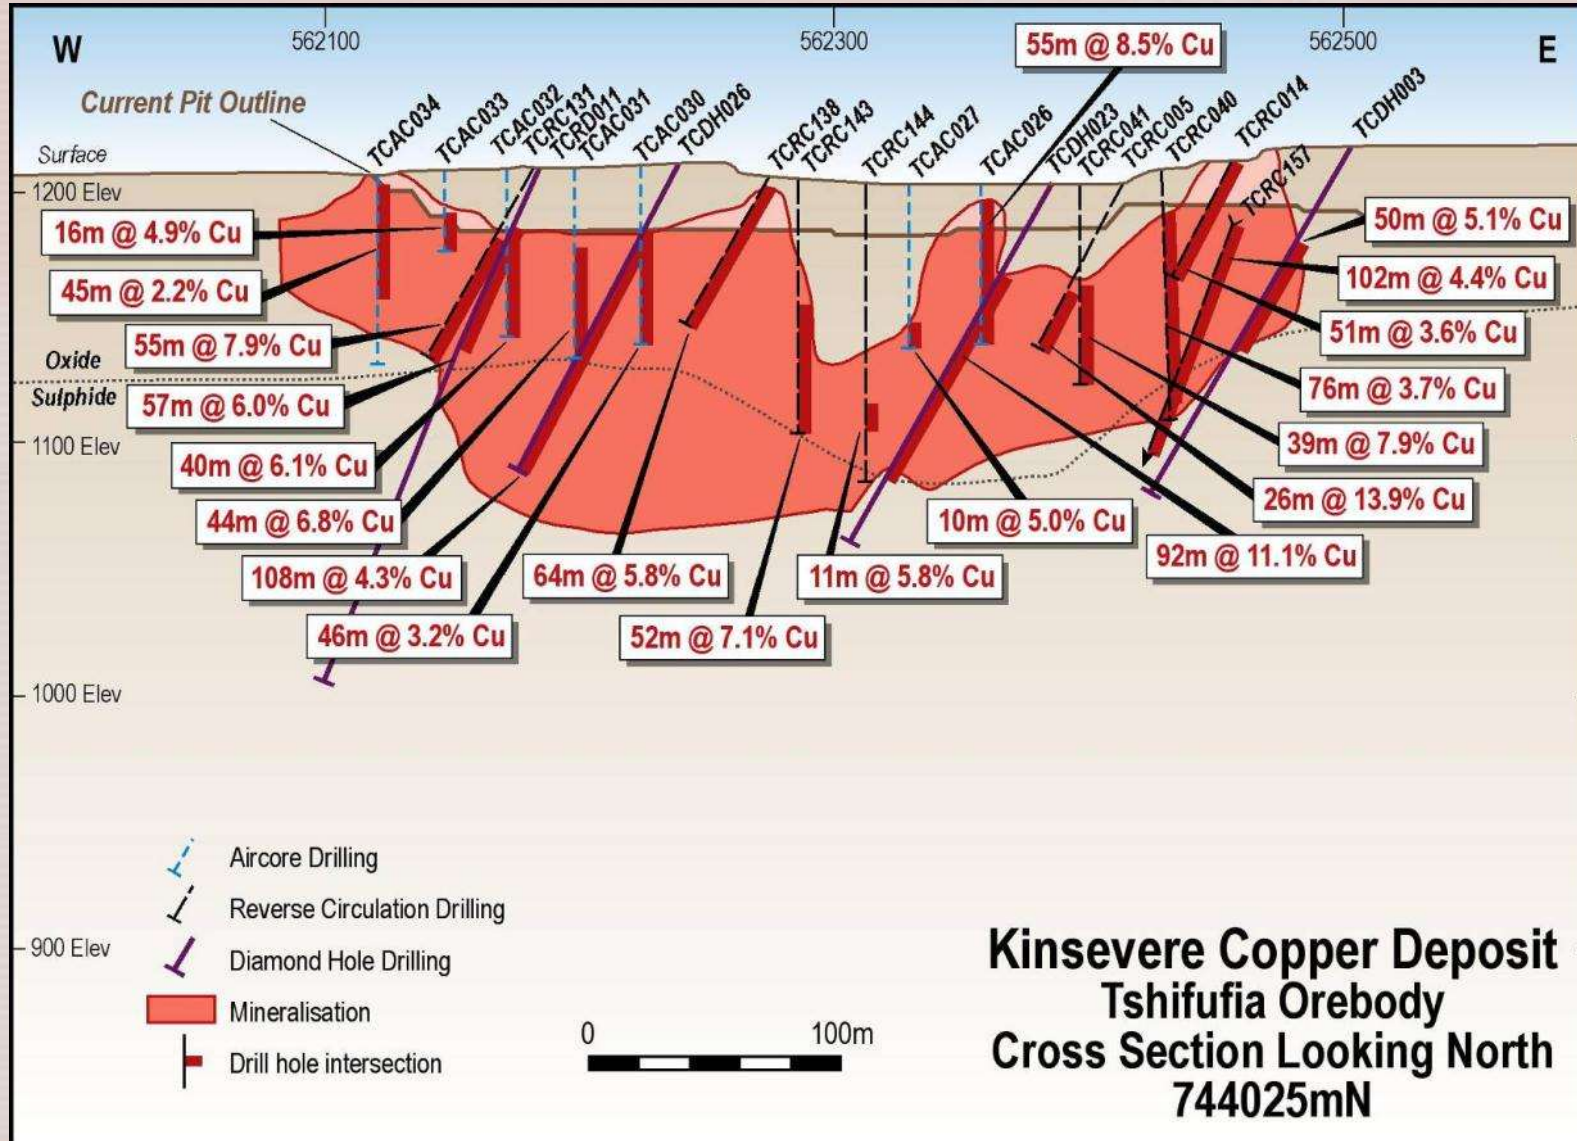 W
562100
562300
562500
E
55m @ 8.5% Cu
Current Pit Outline
TCAC034
TCAC033
TCAC032
TCRC131
TCRD011
TCAC031
TCAC030
TCDH026
TCRC138
TCRC143
TCRC144
TCAC027
TCAC026
TCDH023
TCRC041
TCRC005
TCRC040
TCRC014
TCRC157
TCDH003
Surface
1200 Elev
16m @ 4.9% Cu
50m @ 5.1% Cu
45m @ 2.2% Cu
102m @ 4.4% Cu
55m @ 7.9% Cu
51m @ 3.6% Cu
Oxide
Sulphide
57m @ 6.0% Cu
76m @ 3.7% Cu
1100 Elev
40m @ 6.1% Cu
39m @ 7.9% Cu
44m @ 6.8% Cu
10m @ 5.0% Cu
26m @ 13.9% Cu
108m @ 4.3% Cu
64m @ 5.8% Cu
11m @ 5.8% Cu
92m @ 11.1% Cu
46m @ 3.2% Cu
52m @ 7.1% Cu
1000 Elev
Aircore Drilling
Reverse Circulation Drilling
900 Elev
Diamond Hole Drilling
Mineralisation
Drill hole intersection
0
100m
Kinsevere Copper Deposit
Tshifufia Orebody
Cross Section Looking North
744025mN